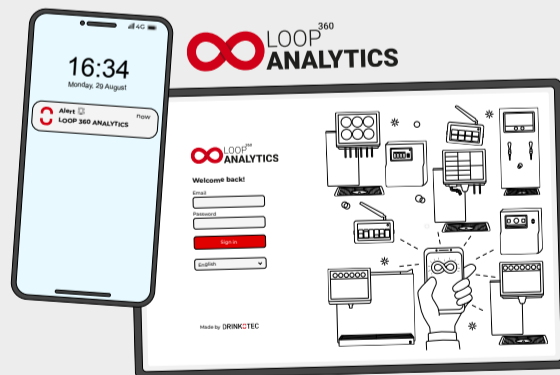 4G
16:34
Monday, 29 August
Alert
now
LOOP 360 ANALYTICS
LOOP 360
ANALYTICS
LOOP 360
ANALYTICS
Welcome back!
Email
Password
Sign in
English
Made by DRINKOTEC